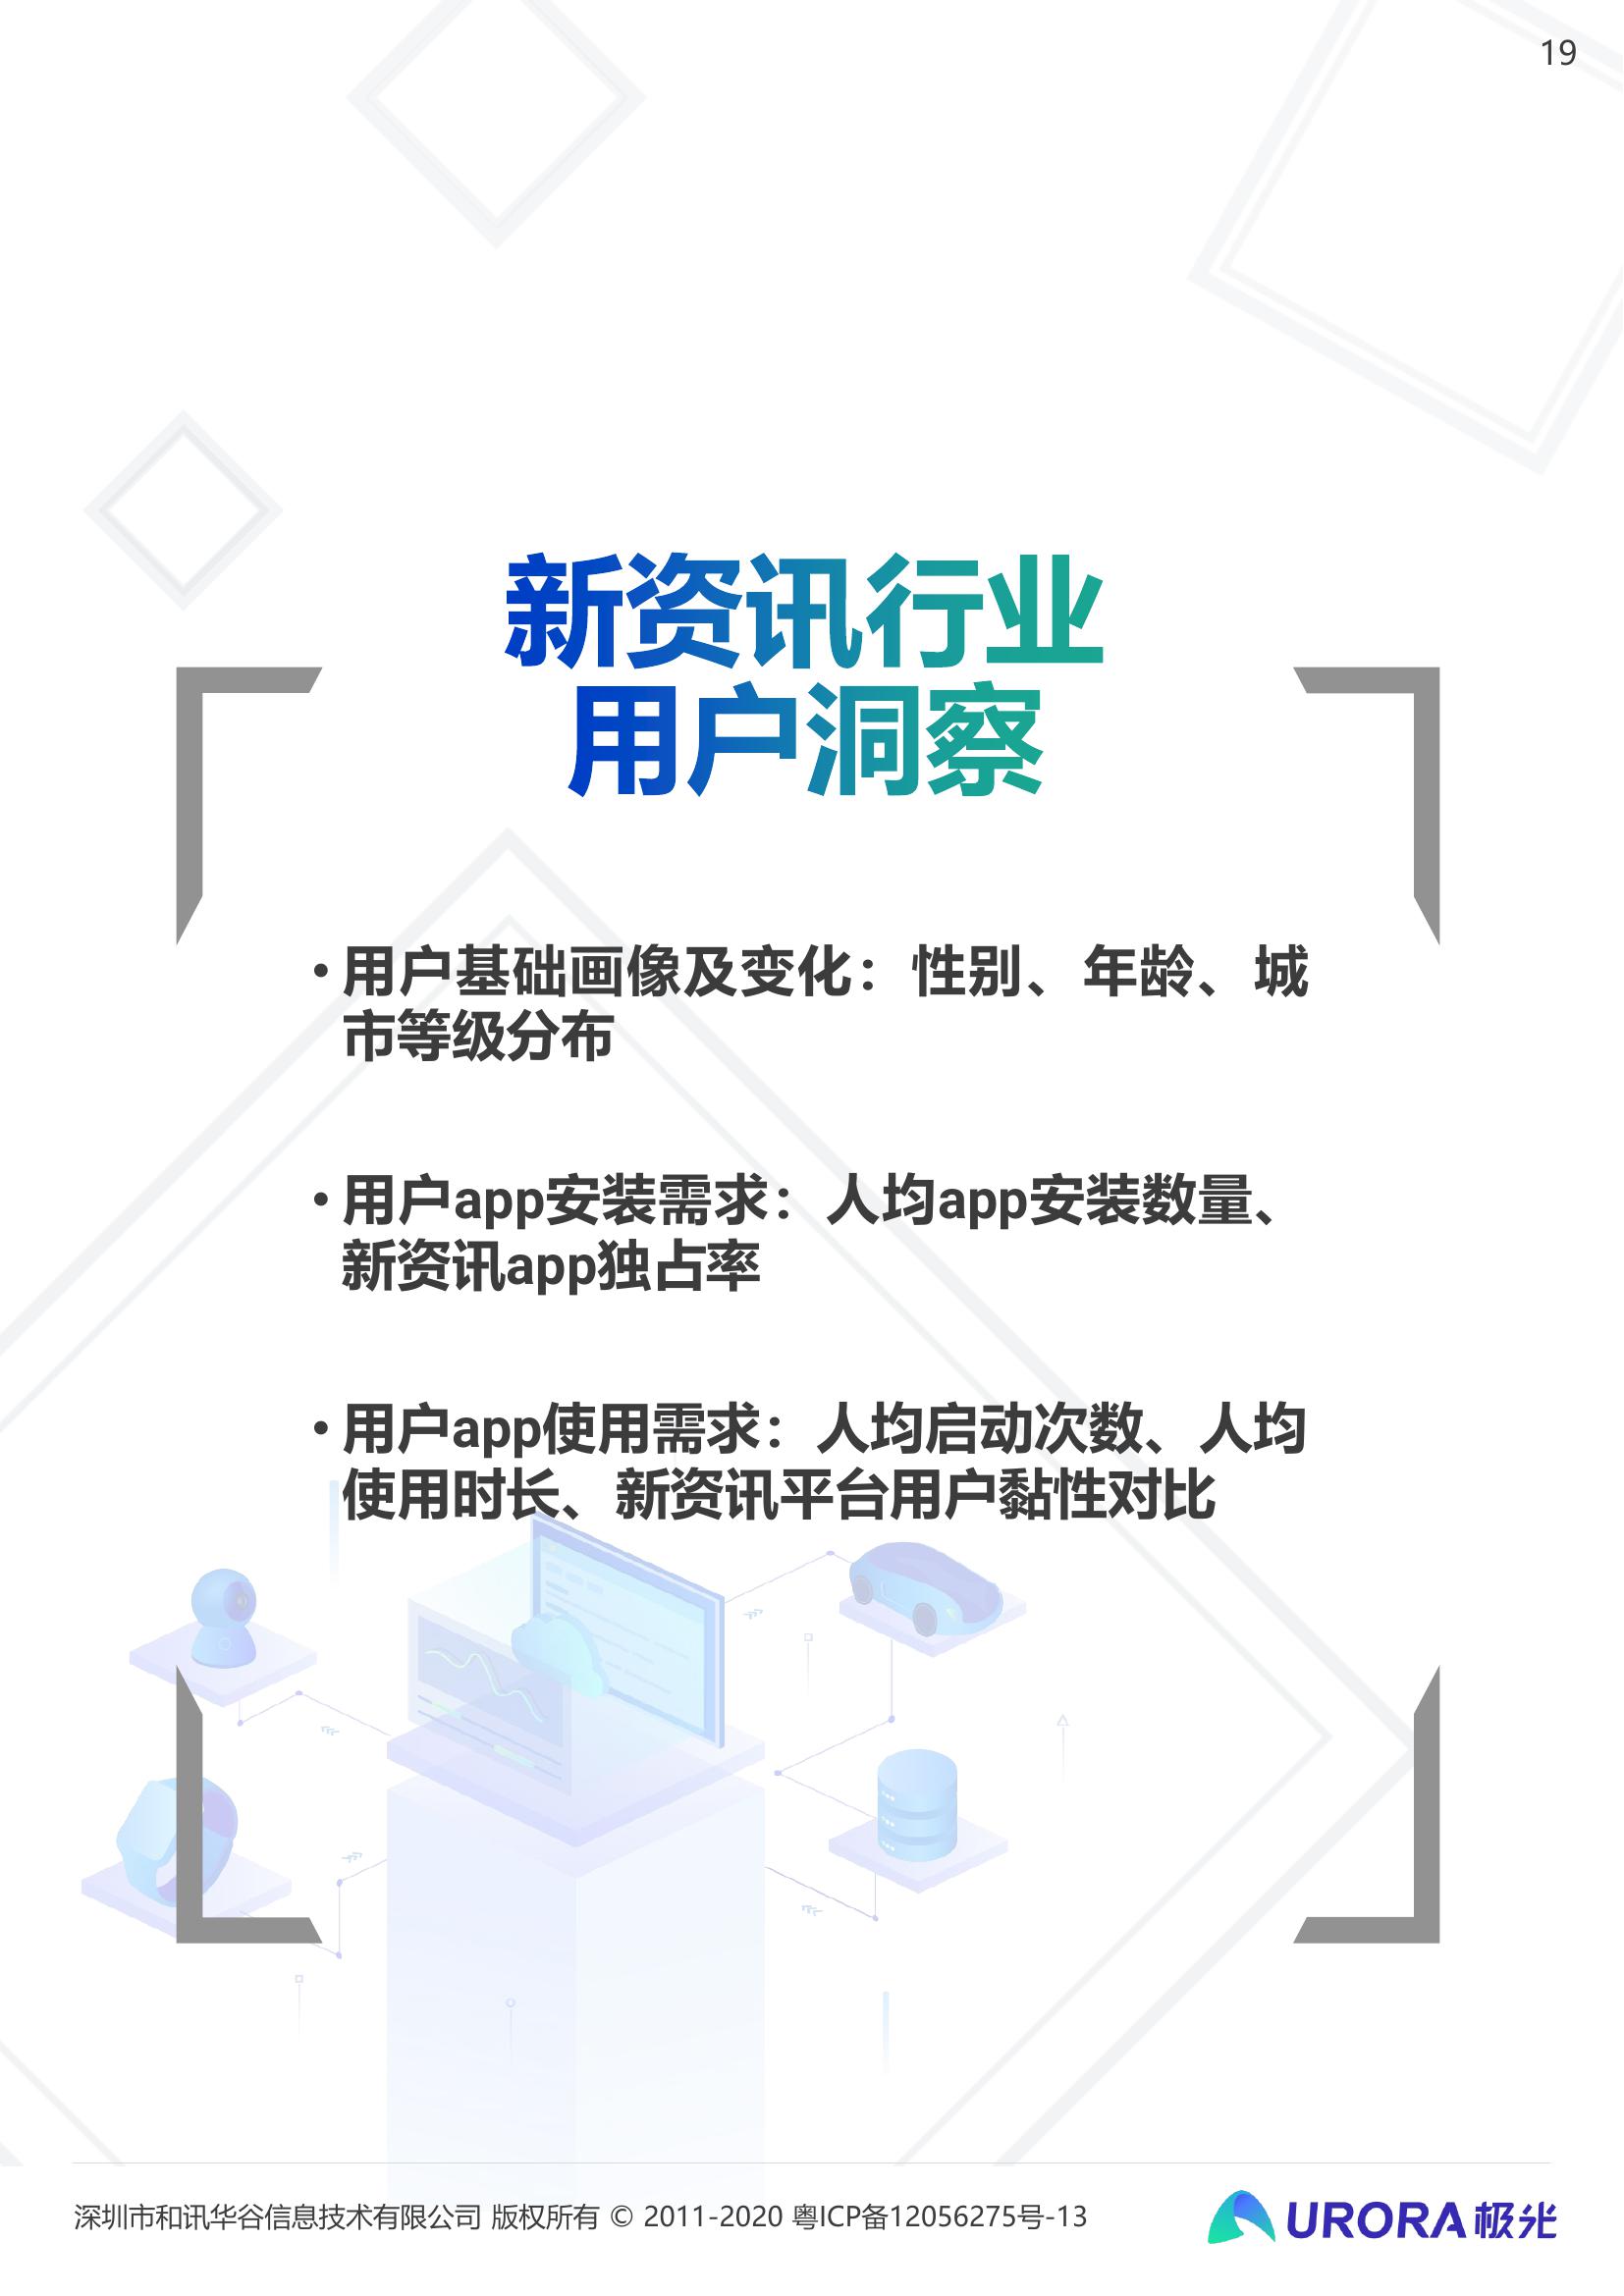 19
新资讯行业
用户洞察
• 用户基础画像及变化：性别、年龄、城
市等级分布
• 用户app安装需求：人均app安装数量、
新资讯app独占率
• 用户app使用需求：人均启动次数、人均
使用时长、新资讯平台用户黏性对比
深圳市和讯华谷信息技术有限公司 版权所有 © 2011-2020 粤ICP备12056275号-13
URORA极光